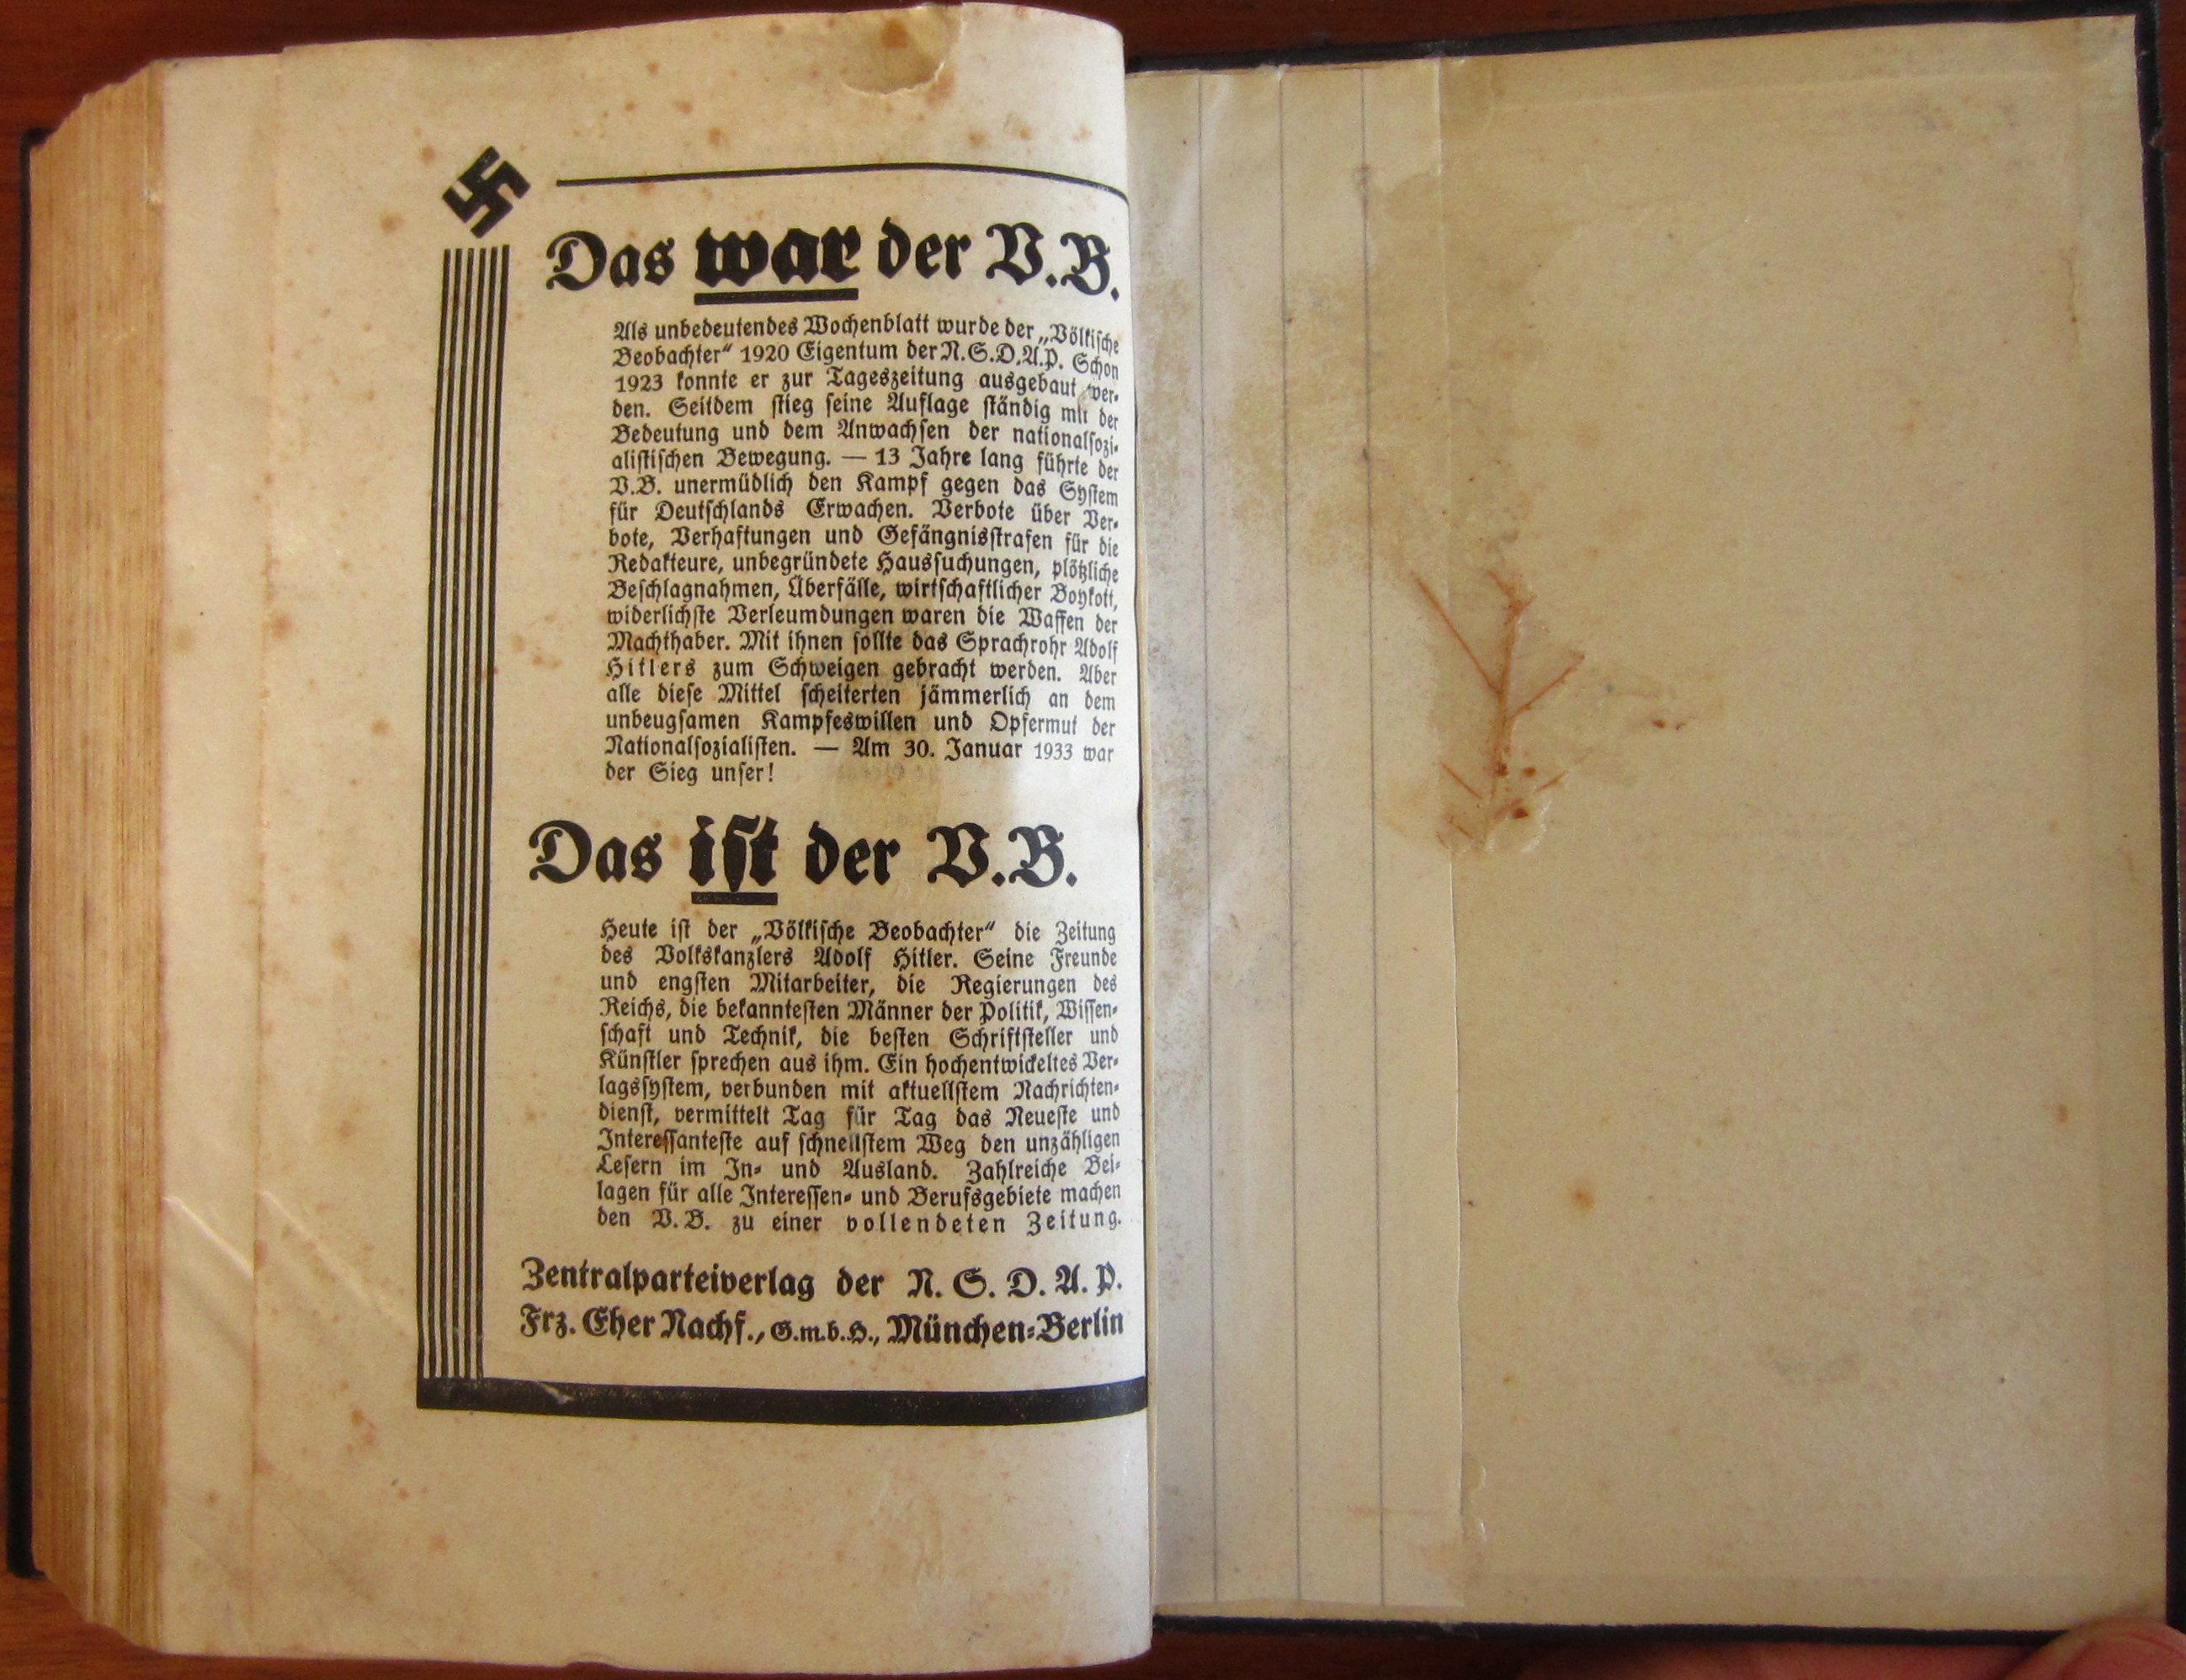 Das war der V.B.
Als unbedeutendes Wochenblatt wurde der „Völkische
Beobachter“ 1920 Eigentum der N.S.D.A.P. Schon
1923 konnte er zur Tageszeitung ausgebaut wer-
den. Seitdem stieg seine Auflage ständig mit der
Bedeutung und dem Anwachsen der nationalsozi-
alistischen Bewegung. — 13 Jahre lang führte der
V.B. unermüdlich den Kampf gegen das System
für Deutschlands Erwachen. Verbote über Ver-
bote, Verhaftungen und Gefängnisstrafen für die
Redakteure, unbegründete Haussuchungen, plötzliche
Beschlagnahmen, Überfälle, wirtschaftlicher Boykott,
widerlichste Verleumdungen waren die Waffen der
Machthaber. Mit ihnen sollte das Sprachrohr Adolf
Hitlers zum Schweigen gebracht werden. Aber
alle diese Mittel scheiterten jämmerlich an dem
unbeugsamen Kampfeswillen und Opfermut der
Nationalsozialisten. — Am 30. Januar 1933 war
der Sieg unser!
Das ist der V.B.
Heute ist der „Völkische Beobachter“ die Zeitung
des Volkskanzlers Adolf Hitler. Seine Freunde
und engsten Mitarbeiter, die Regierungen des
Reichs, die bekanntesten Männer der Politik, Wissen-
schaft und Technik, die besten Schriftsteller und
Künstler sprechen aus ihm. Ein hochentwickeltes Ver-
lagssystem, verbunden mit aktuellstem Nachrichten-
dienst, vermittelt Tag für Tag das Neueste und
Interessanteste auf schnellstem Weg den unzähligen
Lesern im In- und Ausland. Zahlreiche Bei-
lagen für alle Interessen- und Berufsgebiete machen
den V.B. zu einer vollendeten Zeitung.
Zentralparteiverlag der N.S.D.A.P.
Frz. Eher Nachf., G.m.b.H., München-Berlin